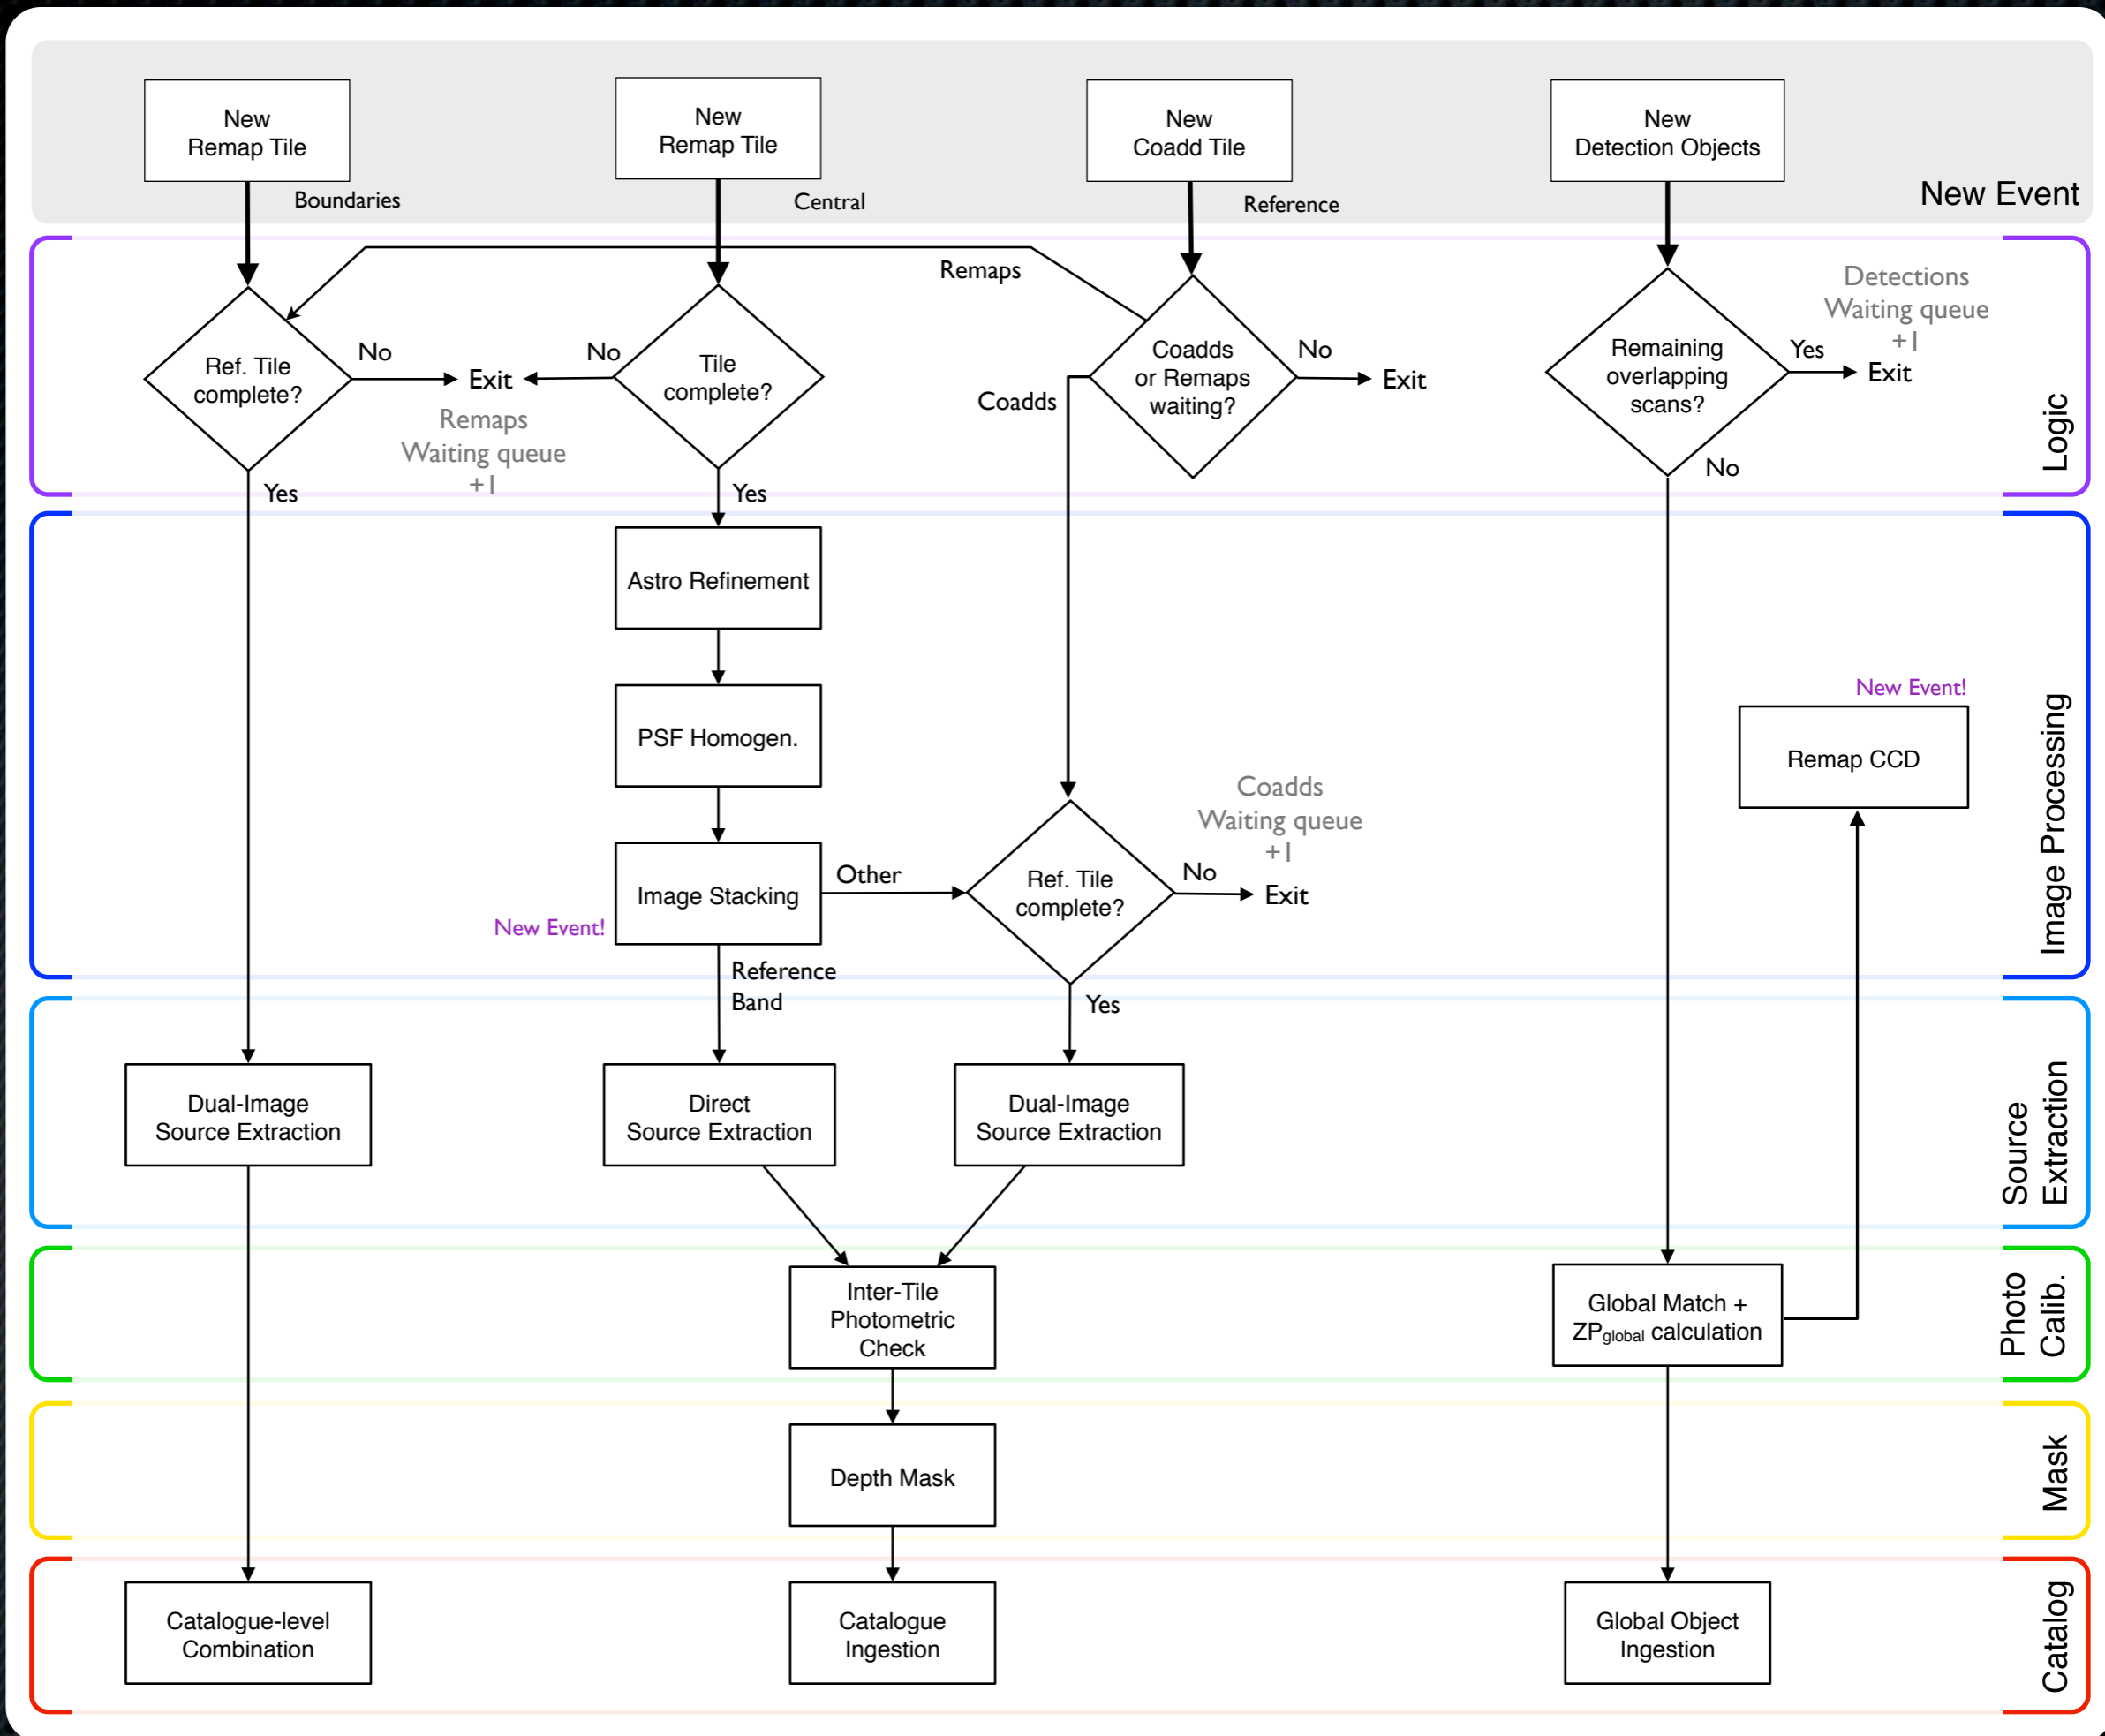 New
Remap Tile
New
Remap Tile
New
Coadd Tile
New
Detection Objects
Boundaries
Central
Reference
New Event
Remaps
Detections
Waiting queue
+1
Ref. Tile
complete?
No
Exit
No
Tile
complete?
Coadds
or Remaps
waiting?
No
Exit
Remaining
overlapping
scans?
Yes
Exit
Coadds
Remaps
Waiting queue
+1
Yes
Yes
No
Logic
Astro Refinement
PSF Homogen.
New Event!
Remap CCD
Image Processing
Coadds
Waiting queue
+1
Image Stacking
Other
Ref. Tile
complete?
No
Exit
New Event!
Reference
Band
Yes
Dual-Image
Source Extraction
Direct
Source Extraction
Dual-Image
Source Extraction
Source
Extraction
Inter-Tile
Photometric
Check
Global Match +
ZPglobal calculation
Photo
Calib.
Depth Mask
Mask
Catalogue-level
Combination
Catalogue
Ingestion
Global Object
Ingestion
Catalog